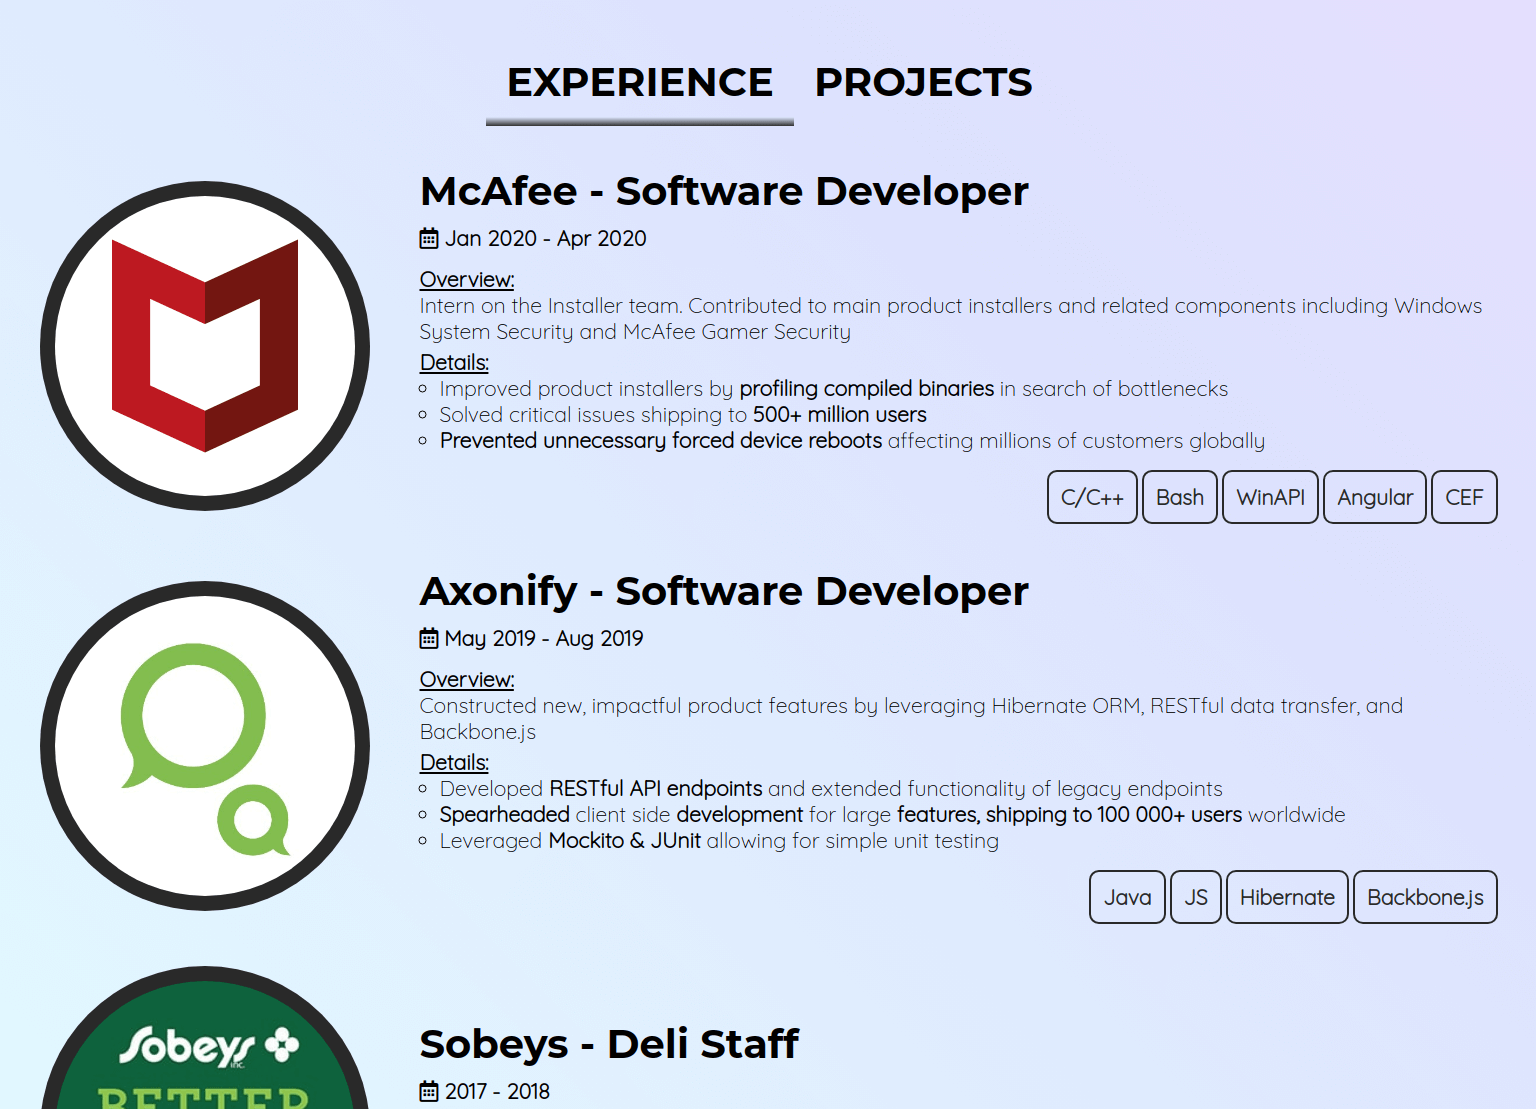 EXPERIENCE PROJECTS
McAfee - Software Developer
Jan 2020 - Apr 2020
Overview:
Intern on the Installer team. Contributed to main product installers and related components including Windows
System Security and McAfee Gamer Security
Details:
Improved product installers by profiling compiled binaries in search of bottlenecks
Solved critical issues shipping to 500+ million users
Prevented unnecessary forced device reboots affecting millions of customers globally
C/C++ Bash WinAPI Angular CEF
Axonify - Software Developer
May 2019 - Aug 2019
Overview:
Constructed new, impactful product features by leveraging Hibernate ORM, RESTful data transfer, and
Backbone.js
Details:
Developed RESTful API endpoints and extended functionality of legacy endpoints
Spearheaded client side development for large features, shipping to 100 000+ users worldwide
Leveraged Mockito & JUnit allowing for simple unit testing
Java JS Hibernate Backbone.js
Sobeys inc.
BETTER
Sobeys - Deli Staff
2017 - 2018